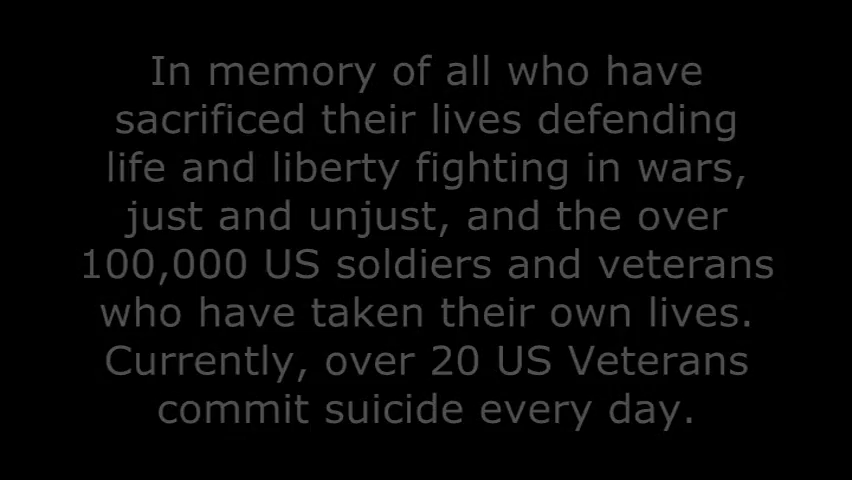 In memory of all who have
sacrificed their lives defending
life and liberty fighting in wars,
just and unjust, and the over
100,000 US soldiers and veterans
who have taken their own lives.
Currently, over 20 US Veterans
commit suicide every day.